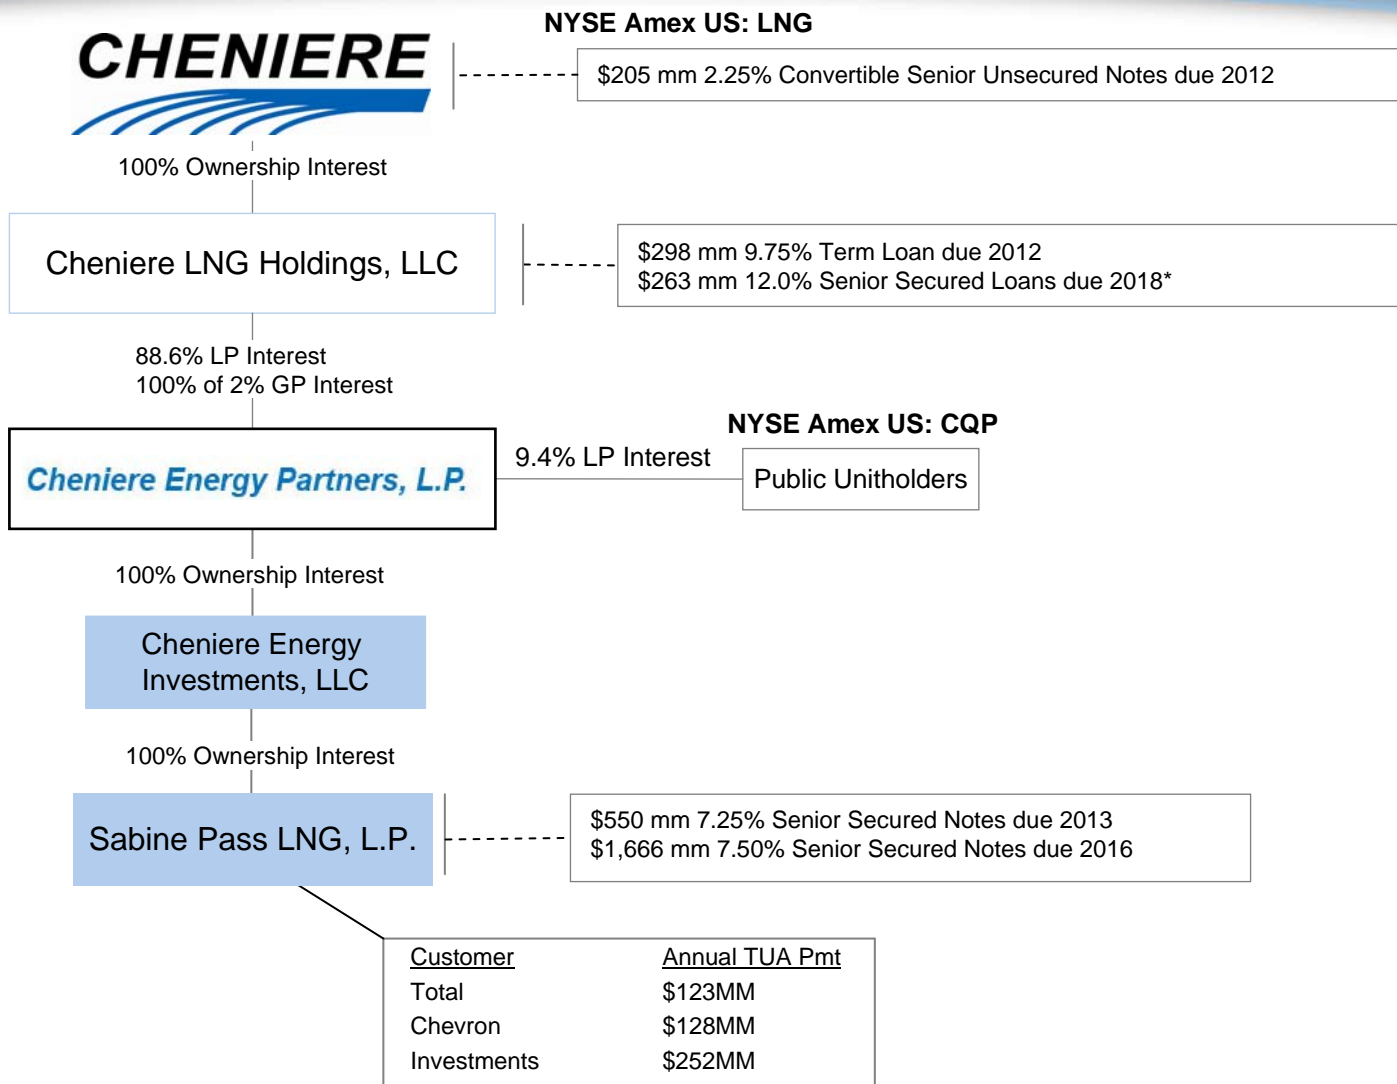 NYSE Amex US: LNG
CHENIERE
$205 mm 2.25% Convertible Senior Unsecured Notes due 2012
100% Ownership Interest
Cheniere LNG Holdings, LLC
$298 mm 9.75% Term Loan due 2012
$263 mm 12.0% Senior Secured Loans due 2018*
88.6% LP Interest
100% of 2% GP Interest
NYSE Amex US: CQP
Cheniere Energy Partners, L.P.
9.4% LP Interest
Public Unitholders
100% Ownership Interest
Cheniere Energy
Investments, LLC
100% Ownership Interest
Sabine Pass LNG, L.P.
$550 mm 7.25% Senior Secured Notes due 2013
$1,666 mm 7.50% Senior Secured Notes due 2016
Customer Annual TUA Pmt
Total $123MM
Chevron $128MM
Investments $252MM